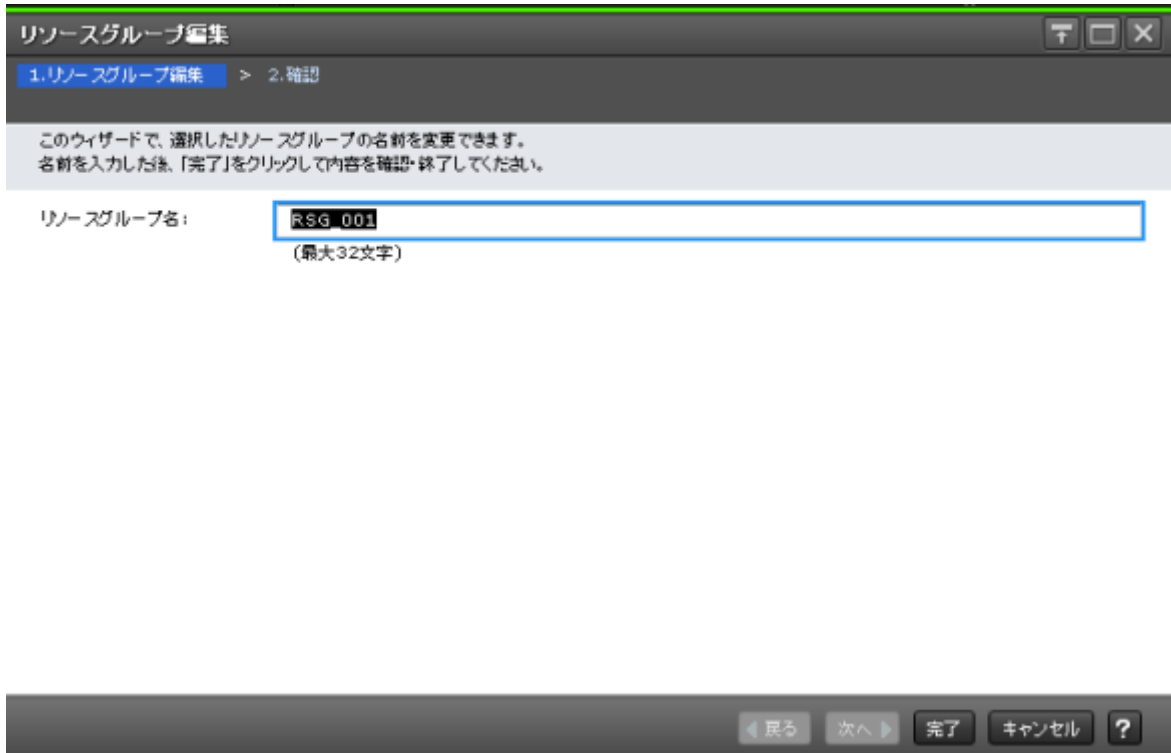 リソースグループ編集
1.リソースグループ編集 > 2.確認
このウィザードで、選択したリソースグループの名前を変更できます。
名前を入力した後、「完了」をクリックして内容を確認・終了してください。
リソースグループ名: RSG_001
(最大32文字)
戻る 次へ 完了 キャンセル ?